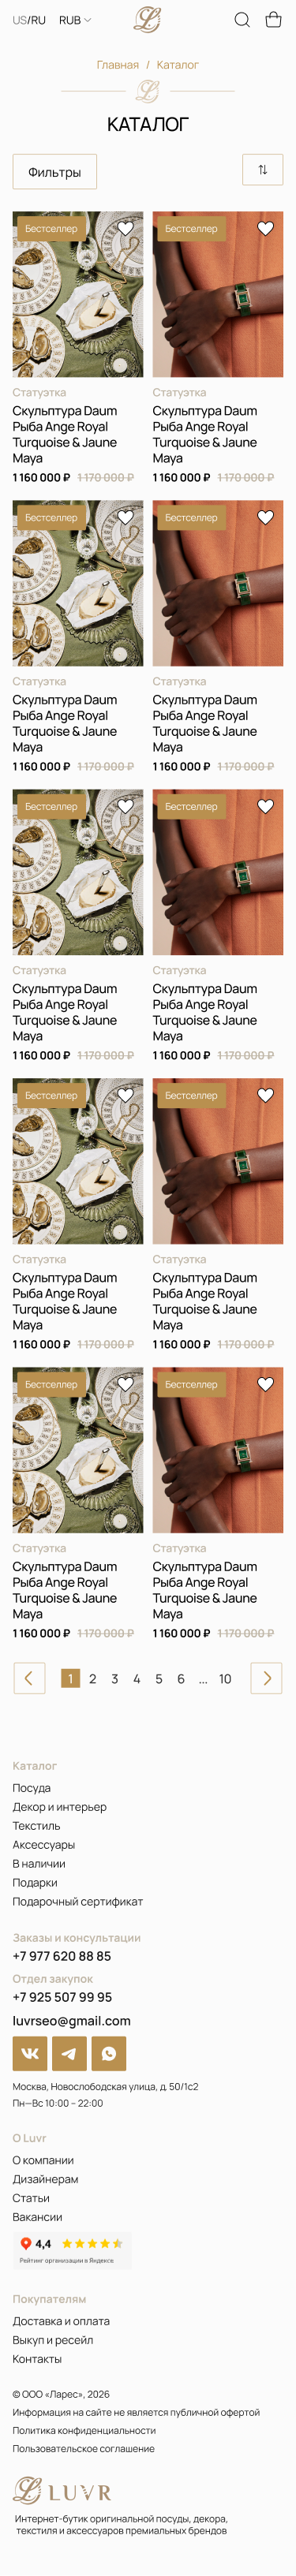 US/RU RUB
Главная / Каталог
КАТАЛОГ
Фильтры
Бестселлер Бестселлер
Статуэтка Статуэтка
Скульптура Daum Скульптура Daum
Рыба Ange Royal Рыба Ange Royal
Turquoise & Jaune Turquoise & Jaune
Maya Maya
1 160 000 ₽ 1 170 000 ₽ 1 160 000 ₽ 1 170 000 ₽
Бестселлер Бестселлер
Статуэтка Статуэтка
Скульптура Daum Скульптура Daum
Рыба Ange Royal Рыба Ange Royal
Turquoise & Jaune Turquoise & Jaune
Maya Maya
1 160 000 ₽ 1 170 000 ₽ 1 160 000 ₽ 1 170 000 ₽
Бестселлер Бестселлер
Статуэтка Статуэтка
Скульптура Daum Скульптура Daum
Рыба Ange Royal Рыба Ange Royal
Turquoise & Jaune Turquoise & Jaune
Maya Maya
1 160 000 ₽ 1 170 000 ₽ 1 160 000 ₽ 1 170 000 ₽
Бестселлер Бестселлер
Статуэтка Статуэтка
Скульптура Daum Скульптура Daum
Рыба Ange Royal Рыба Ange Royal
Turquoise & Jaune Turquoise & Jaune
Maya Maya
1 160 000 ₽ 1 170 000 ₽ 1 160 000 ₽ 1 170 000 ₽
Бестселлер Бестселлер
Статуэтка Статуэтка
Скульптура Daum Скульптура Daum
Рыба Ange Royal Рыба Ange Royal
Turquoise & Jaune Turquoise & Jaune
Maya Maya
1 160 000 ₽ 1 170 000 ₽ 1 160 000 ₽ 1 170 000 ₽
1 2 3 4 5 6 ... 10
Каталог
Посуда
Декор и интерьер
Текстиль
Аксессуары
В наличии
Подарки
Подарочный сертификат
Заказы и консультации
+7 977 620 88 85
Отдел закупок
+7 925 507 99 95
luvrseo@gmail.com
Москва, Новослободская улица, д. 50/1с2
Пн—Вс 10:00 – 22:00
О Luvr
О компании
Дизайнерам
Статьи
Вакансии
4,4
Рейтинг организации в Яндексе
Покупателям
Доставка и оплата
Выкуп и ресейл
Контакты
© ООО «Ларес», 2026
Информация на сайте не является публичной офертой
Политика конфиденциальности
Пользовательское соглашение
LUVR
Интернет-бутик оригинальной посуды, декора,
текстиля и аксессуаров премиальных брендов